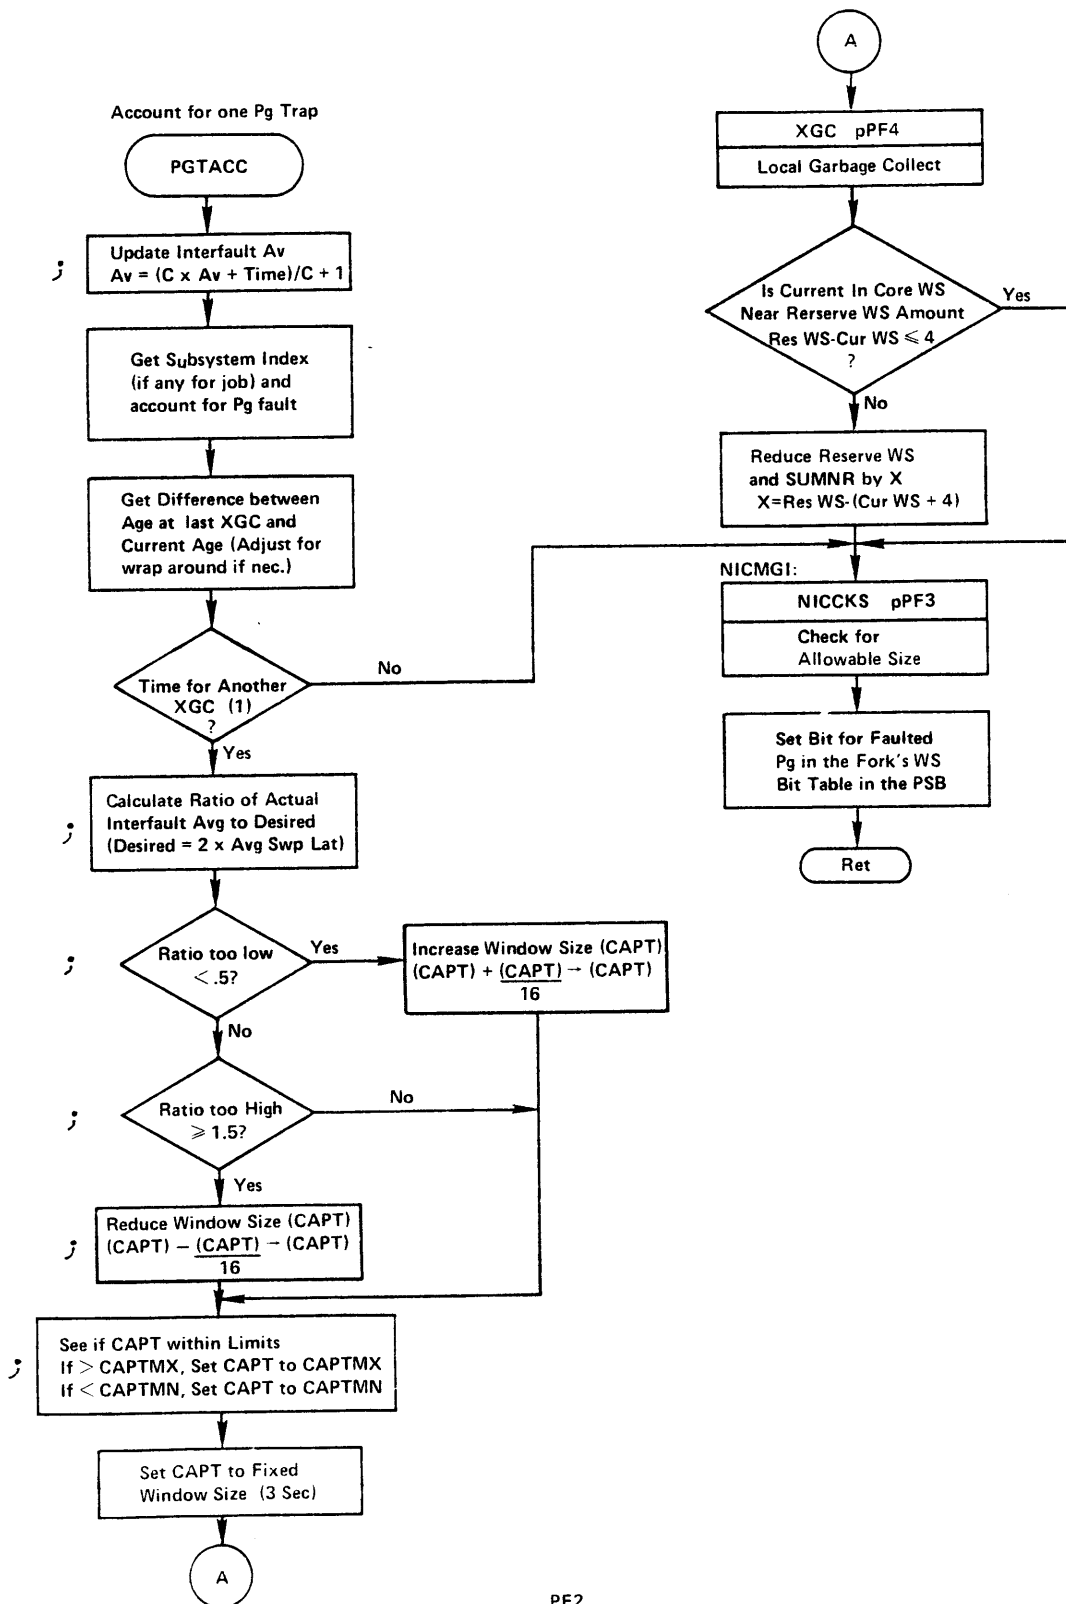 Account for one Pg Trap
PGTACC
;
Update Interfault Av
Av = (C x Av + Time)/C + 1
Get Subsystem Index
(if any for job) and
account for Pg fault
Get Difference between
Age at last XGC and
Current Age (Adjust for
wrap around if nec.)
Time for Another
XGC (1)
?
No
Yes
;
Calculate Ratio of Actual
Interfault Avg to Desired
(Desired = 2 x Avg Swp Lat)
;
Ratio too low
< .5?
Yes
Increase Window Size (CAPT)
(CAPT) + (CAPT) → (CAPT)
16
No
;
Ratio too High
⩾ 1.5?
No
Yes
;
Reduce Window Size (CAPT)
(CAPT) – (CAPT) → (CAPT)
16
;
See if CAPT within Limits
If > CAPTMX, Set CAPT to CAPTMX
If < CAPTMN, Set CAPT to CAPTMN
Set CAPT to Fixed
Window Size (3 Sec)
A
A
XGC pPF4
Local Garbage Collect
Is Current In Core WS
Near Rerserve WS Amount
Res WS-Cur WS ⩽ 4
?
Yes
No
Reduce Reserve WS
and SUMNR by X
X=Res WS-(Cur WS + 4)
NICMGI:
NICCKS pPF3
Check for
Allowable Size
Set Bit for Faulted
Pg in the Fork's WS
Bit Table in the PSB
Ret
PF2